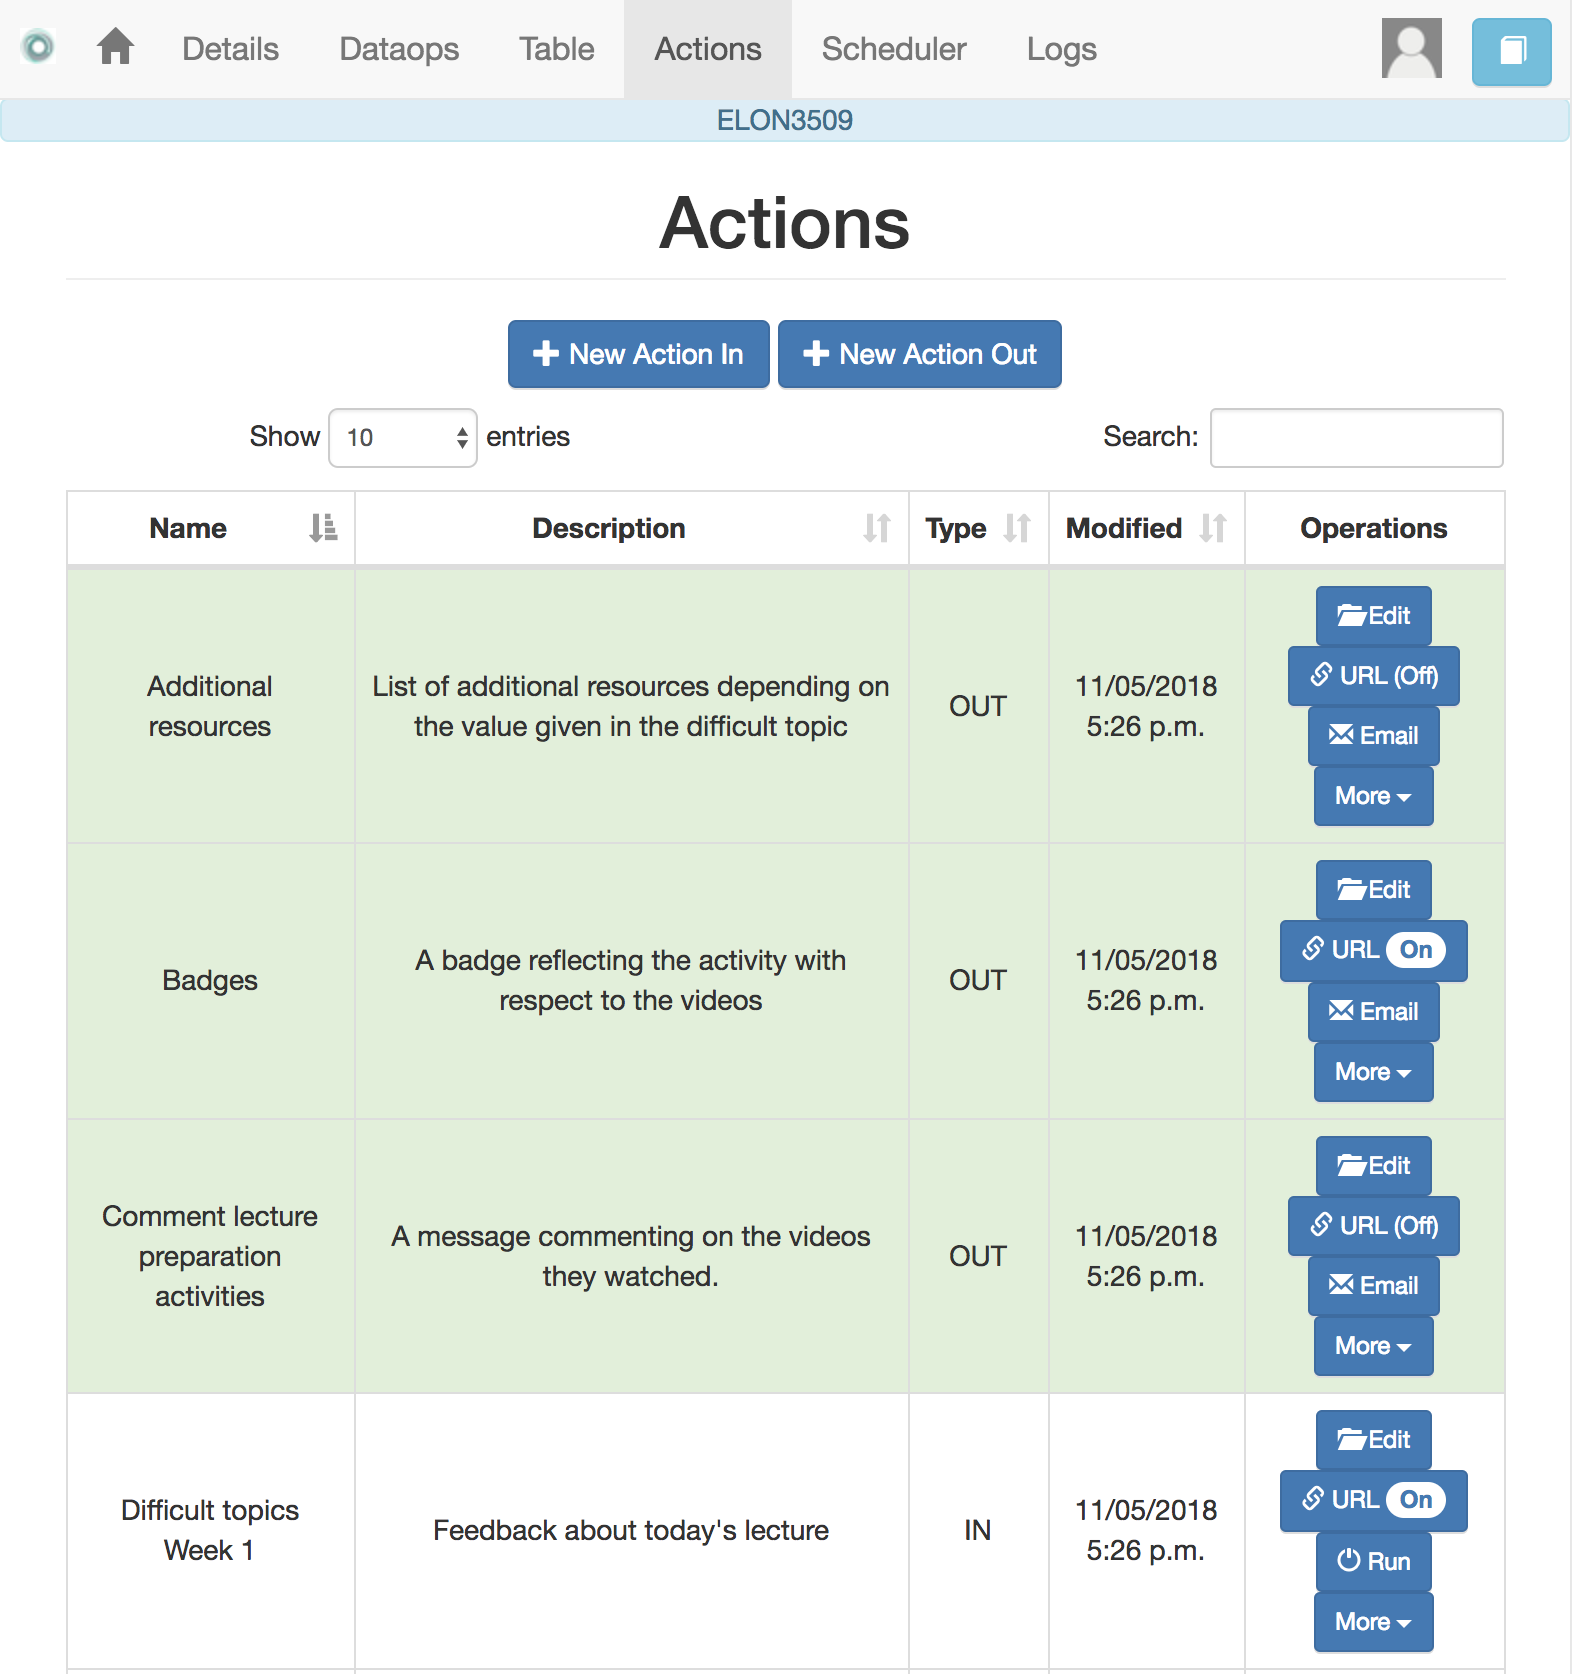 Details Dataops Table Actions Scheduler Logs
ELON3509
Actions
New Action In New Action Out
Show 10 entries Search:
Name Description Type Modified Operations
Additional
resources
List of additional resources depending on
the value given in the difficult topic
OUT
11/05/2018
5:26 p.m.
Edit
URL (Off)
Email
More
Badges
A badge reflecting the activity with
respect to the videos
OUT
11/05/2018
5:26 p.m.
Edit
URL On
Email
More
Comment lecture
preparation
activities
A message commenting on the videos
they watched.
OUT
11/05/2018
5:26 p.m.
Edit
URL (Off)
Email
More
Difficult topics
Week 1
Feedback about today's lecture
IN
11/05/2018
5:26 p.m.
Edit
URL On
Run
More